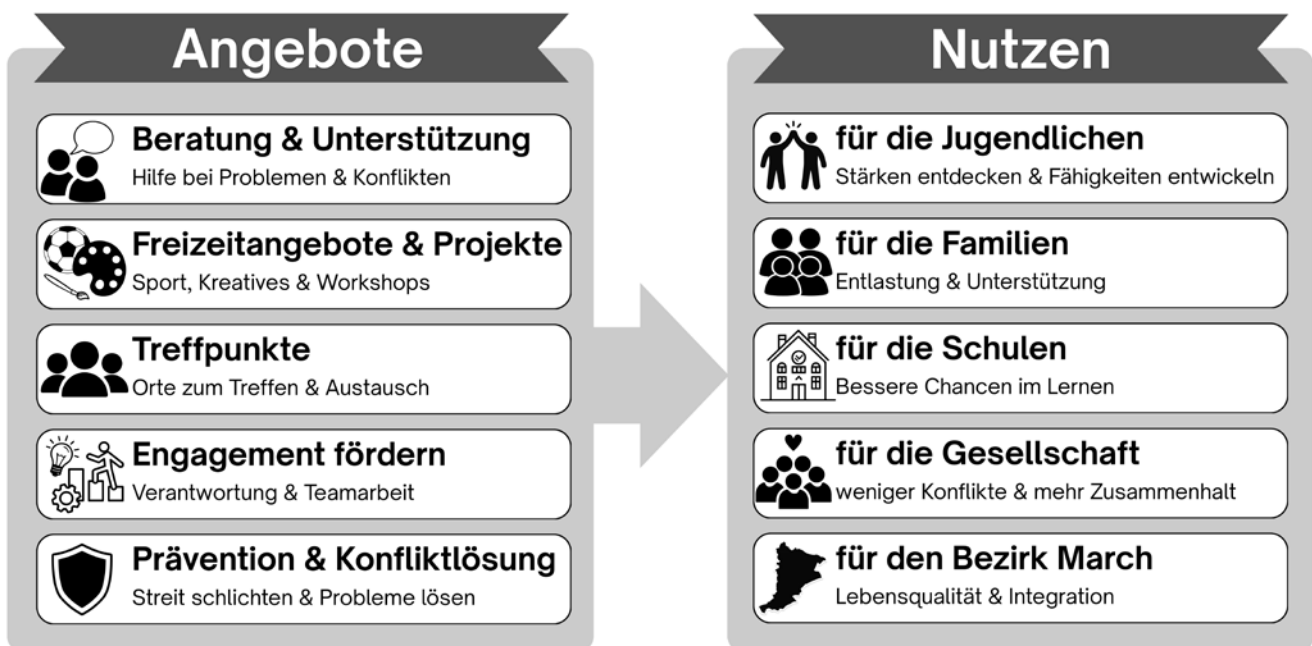 Angebote
Beratung & Unterstützung
Hilfe bei Problemen & Konflikten
Freizeitangebote & Projekte
Sport, Kreatives & Workshops
Treffpunkte
Orte zum Treffen & Austausch
Engagement fördern
Verantwortung & Teamarbeit
Prävention & Konfliktlösung
Streit schlichten & Probleme lösen
Nutzen
für die Jugendlichen
Stärken entdecken & Fähigkeiten entwickeln
für die Familien
Entlastung & Unterstützung
für die Schulen
Bessere Chancen im Lernen
für die Gesellschaft
weniger Konflikte & mehr Zusammenhalt
für den Bezirk March
Lebensqualität & Integration